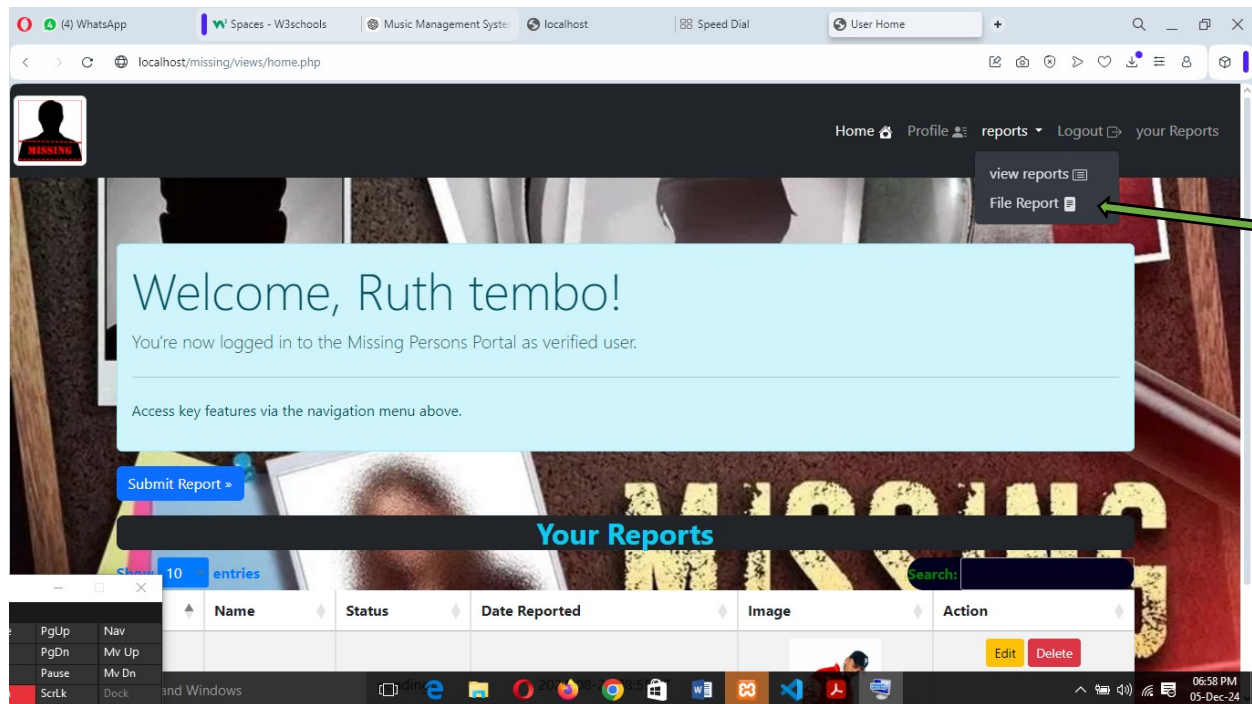 (4) WhatsApp
Spaces - W3schools
Music Management Syste
localhost
Speed Dial
User Home
localhost/missing/views/home.php
MISSING
Home
Profile
reports
Logout
your Reports
view reports
File Report
Welcome, Ruth tembo!
You're now logged in to the Missing Persons Portal as verified user.
Access key features via the navigation menu above.
Submit Report »
MISSING
Your Reports
Show 10 entries
Search:
Name
Status
Date Reported
Image
Action
Edit
Delete
PgUp Nav
PgDn Mv Up
Pause Mv Dn
ScrLk Dock
and Windows
06:58 PM
05-Dec-24